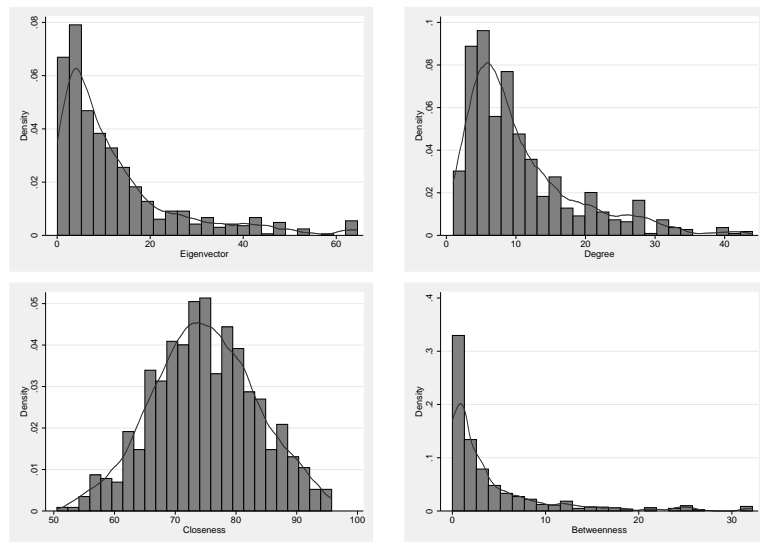 .08
.06
.04
.02
0
Density
0 20 40 60
Eigenvector
.1
.08
.06
.04
.02
0
Density
0 10 20 30 40
Degree
.05
.04
.03
.02
.01
0
Density
50 60 70 80 90 100
Closeness
.4
.3
.2
.1
0
Density
0 10 20 30
Betweenness